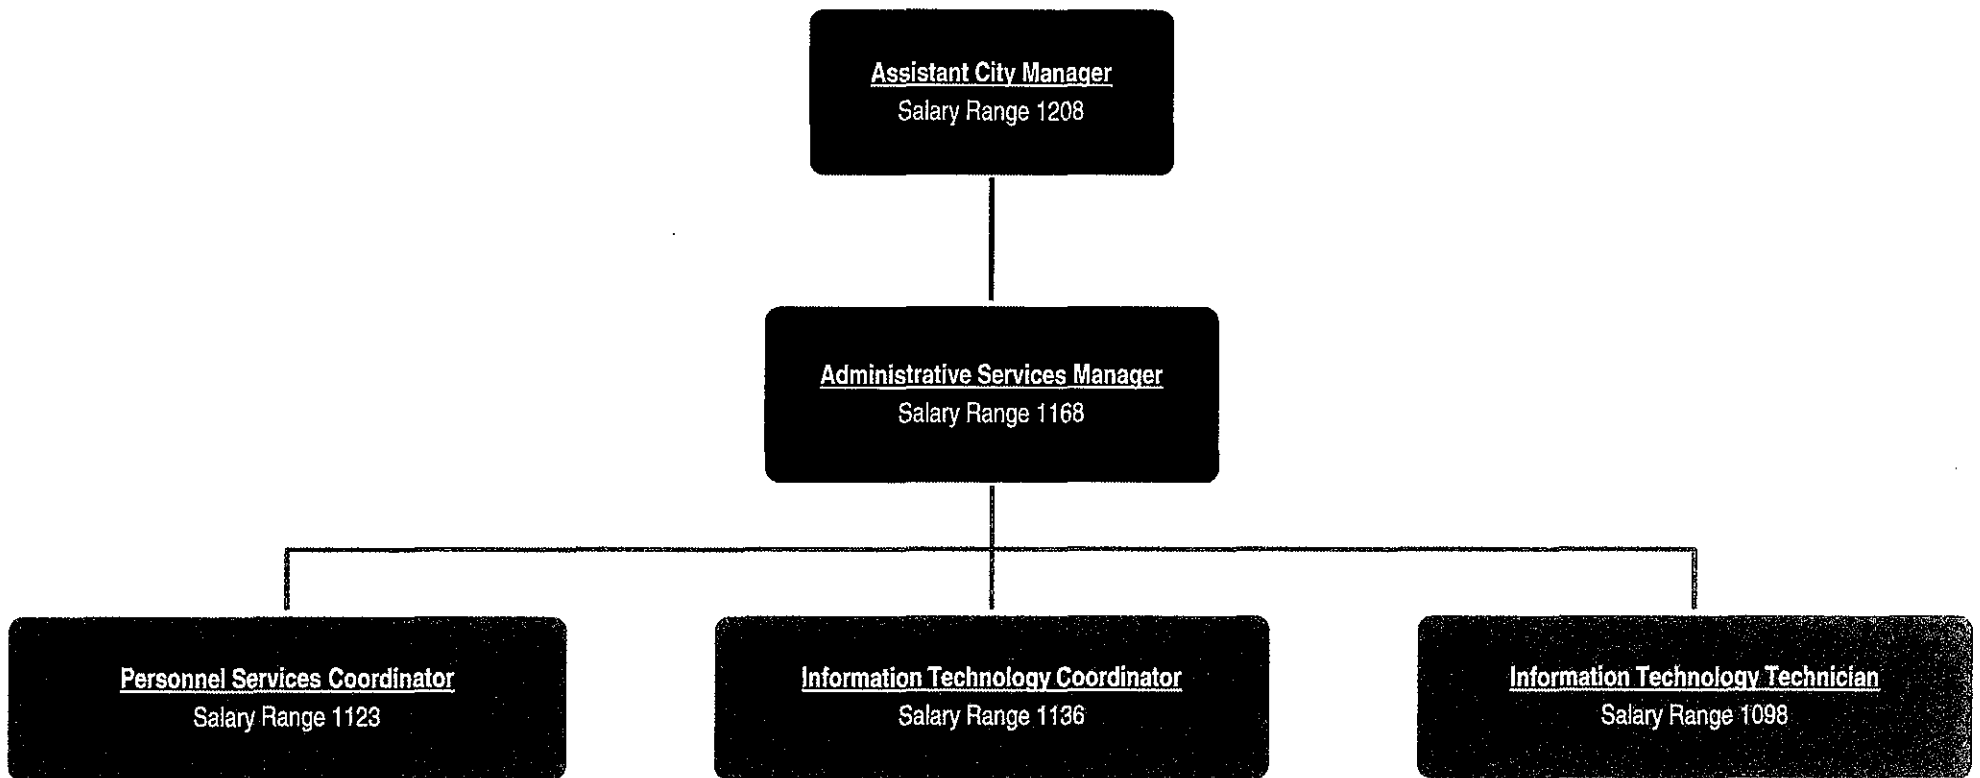 Assistant City Manager
Salary Range 1208
Administrative Services Manager
Salary Range 1168
Personnel Services Coordinator
Salary Range 1123
Information Technology Coordinator
Salary Range 1136
Information Technology Technician
Salary Range 1098